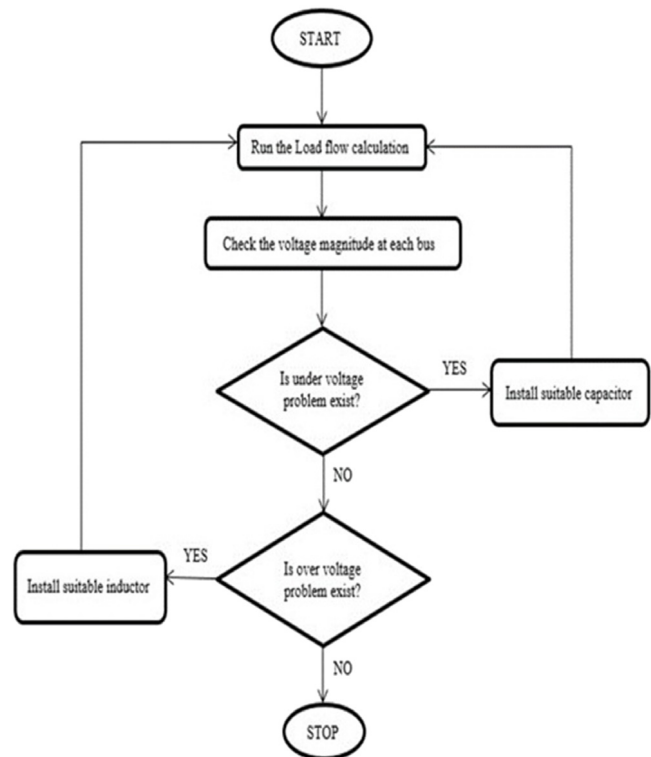 START
Run the Load flow calculation
Check the voltage magnitude at each bus
Is under voltage
problem exist?
YES
Install suitable capacitor
NO
Is over voltage
problem exist?
YES
Install suitable inductor
NO
STOP